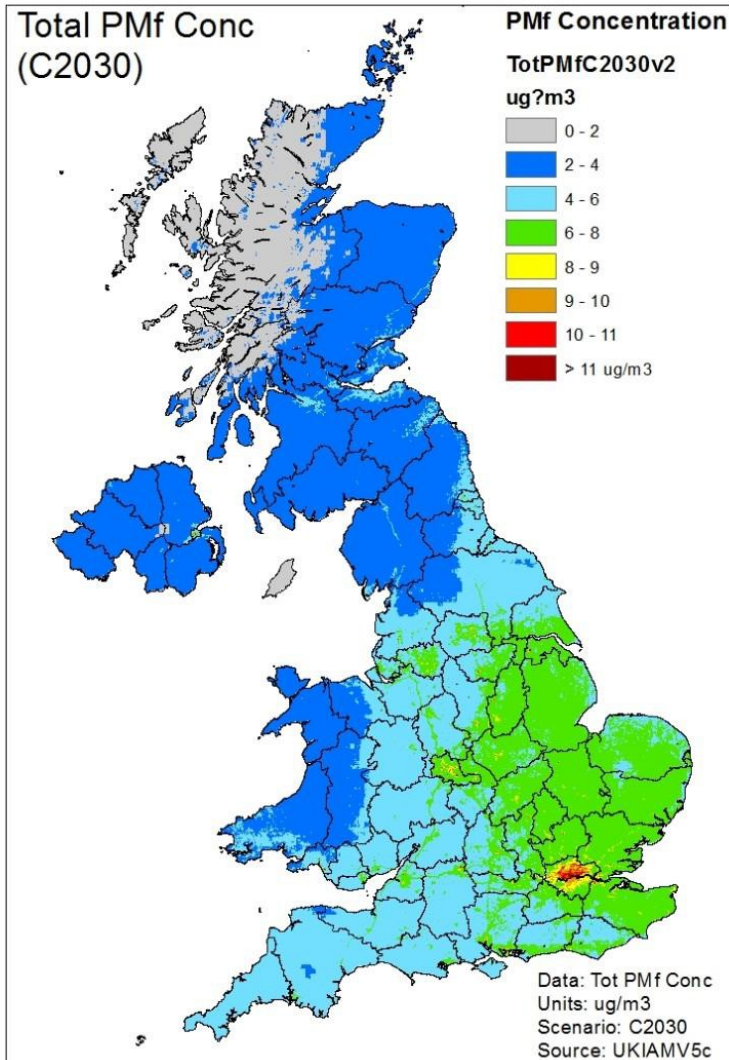 Total PMf Conc
(C2030)
PMf Concentration
TotPMfC2030v2
ug?m3
0 - 2
2 - 4
4 - 6
6 - 8
8 - 9
9 - 10
10 - 11
> 11 ug/m3
Data: Tot PMf Conc
Units: ug/m3
Scenario: C2030
Source: UKIAMV5c